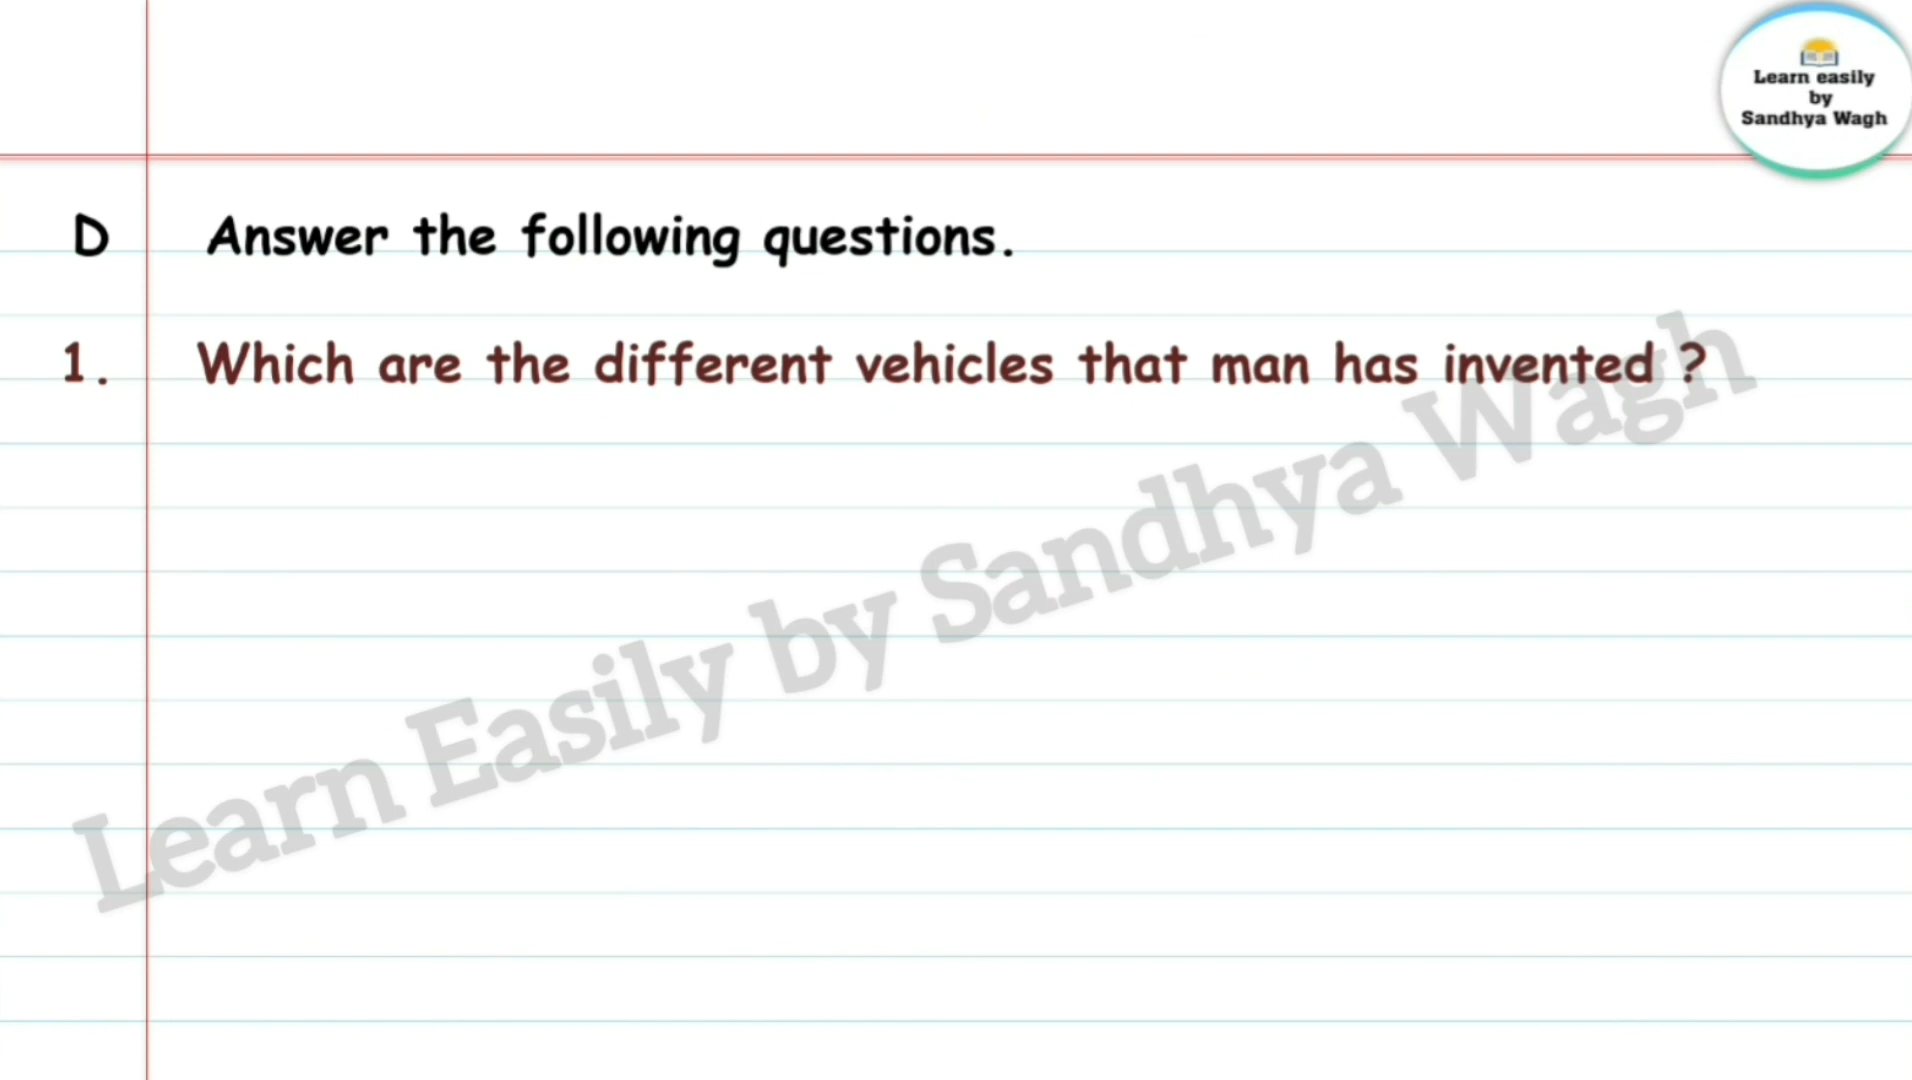 Learn easily
by
Sandhya Wagh
D Answer the following questions.
1. Which are the different vehicles that man has invented ?
Learn Easily by Sandhya Wagh